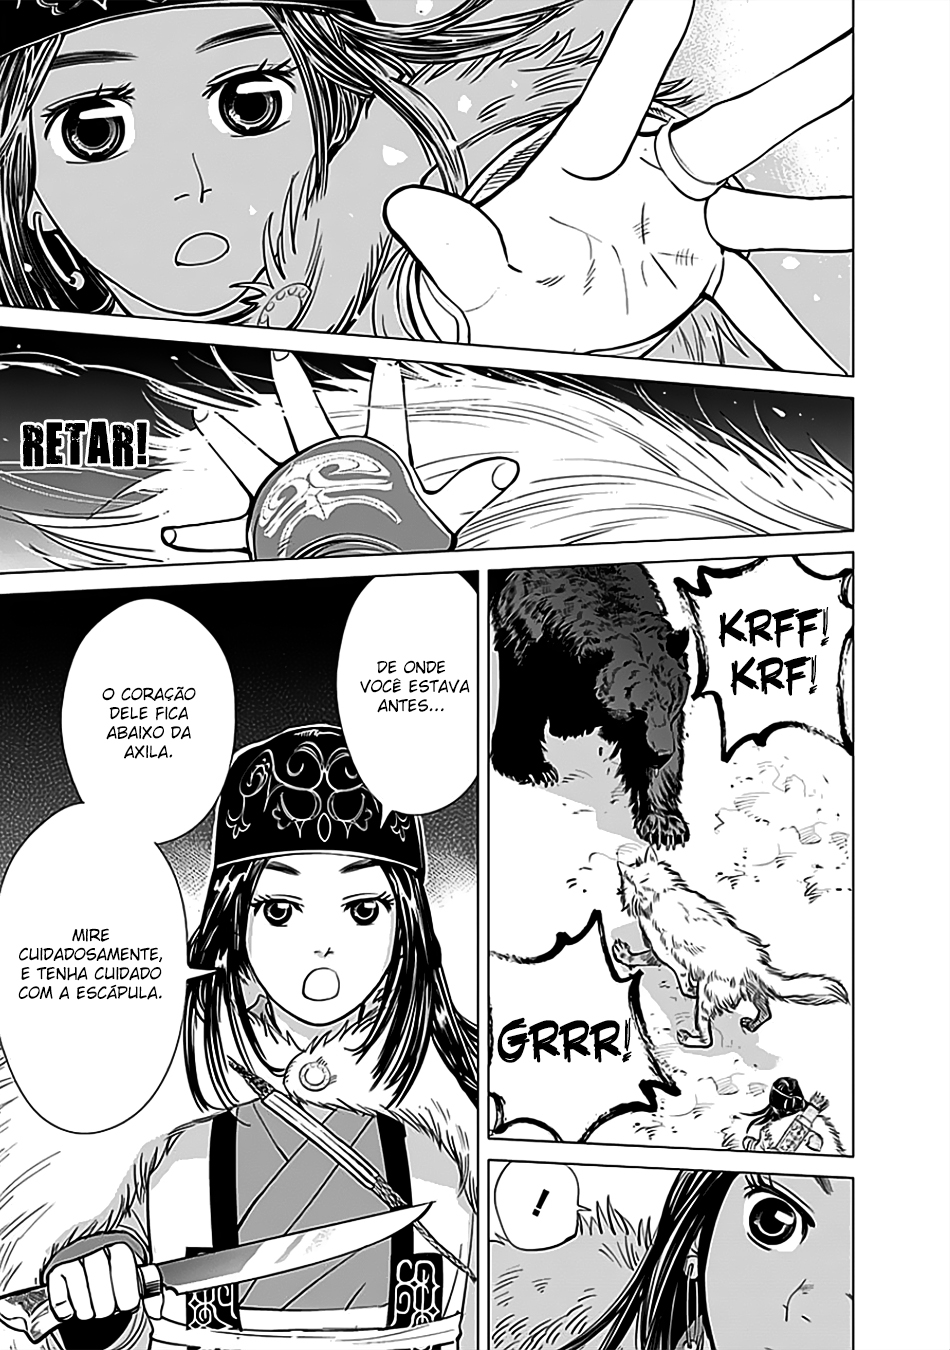 RETAR!
KRFF!
KRF!
GRRR!
DE ONDE
VOCÊ ESTAVA
ANTES...
O CORAÇÃO
DELE FICA
ABAIXO DA
AXILA.
MIRE
CUIDADOSAMENTE,
E TENHA CUIDADO
COM A ESCÁPULA.
!